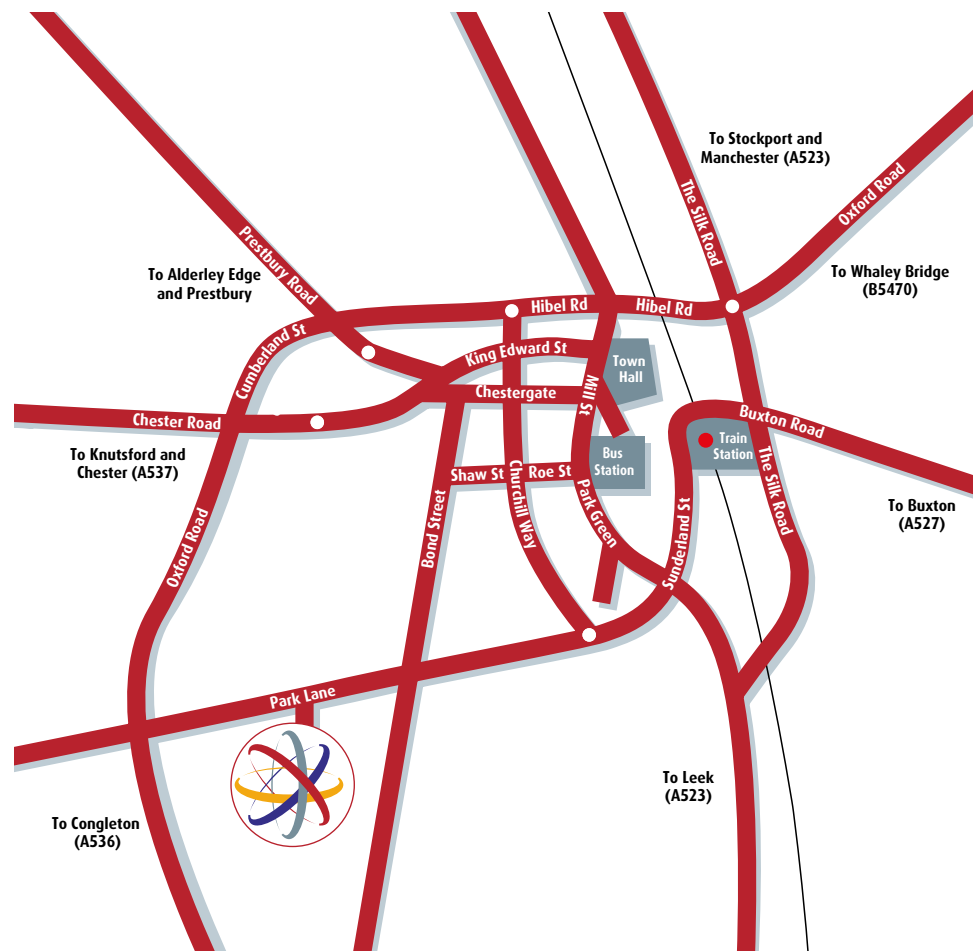 To Stockport and
Manchester (A523)
The Silk Road
Oxford Road
Prestbury Road
To Alderley Edge
and Prestbury
To Whaley Bridge
(B5470)
Hibel Rd
Hibel Rd
Cumberland St
King Edward St
Town
Hall
Chestergate
Mill St
Chester Road
Buxton Road
Train
Station
To Knutsford and
Chester (A537)
Bus
Station
Shaw St
Roe St
The Silk Road
Churchill Way
Park Green
Bond Street
To Buxton
(A527)
Sunderland St
Oxford Road
Park Lane
To Leek
(A523)
To Congleton
(A536)